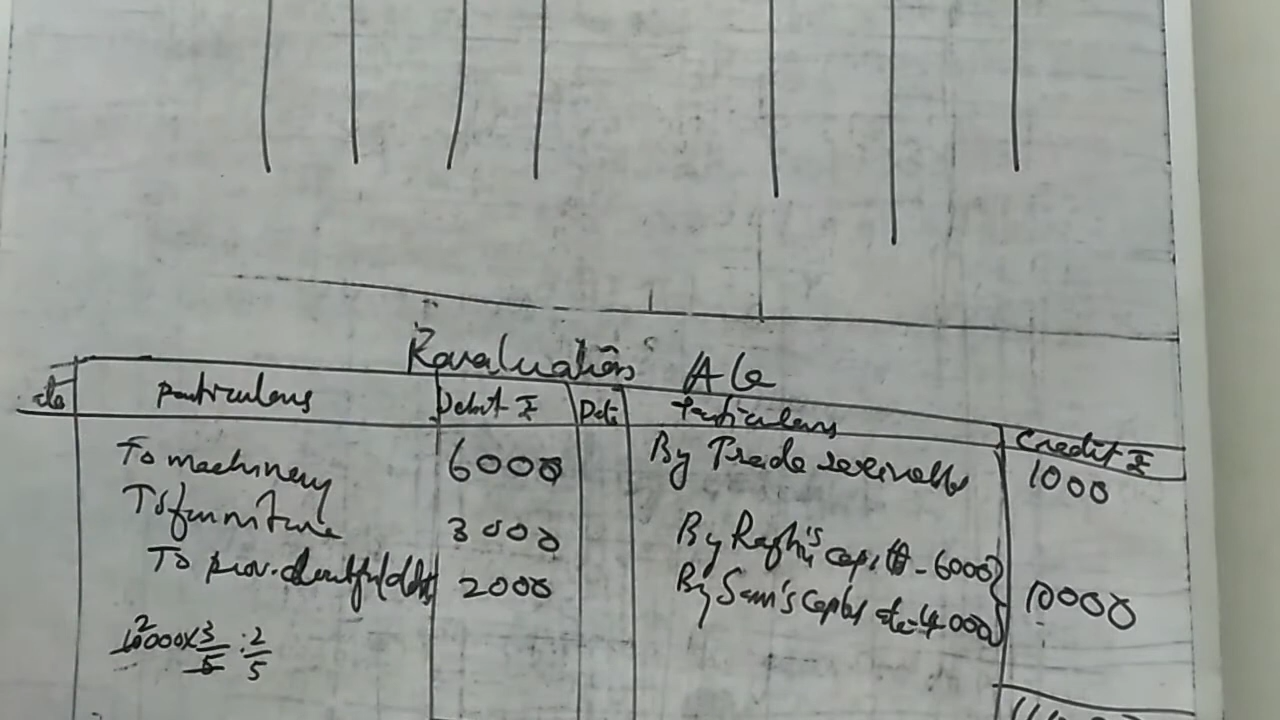 Revaluation A/c
particulars Debit ₹ Date Particulars Credit ₹
To machinery 6000 By Trade receivable 1000
To furniture 3000 By Raghu's capital - 6000
To prov. doubtful debts 2000 By Sam's capital a/c - 4000 10000
2
10000 x 3/5 : 2/5